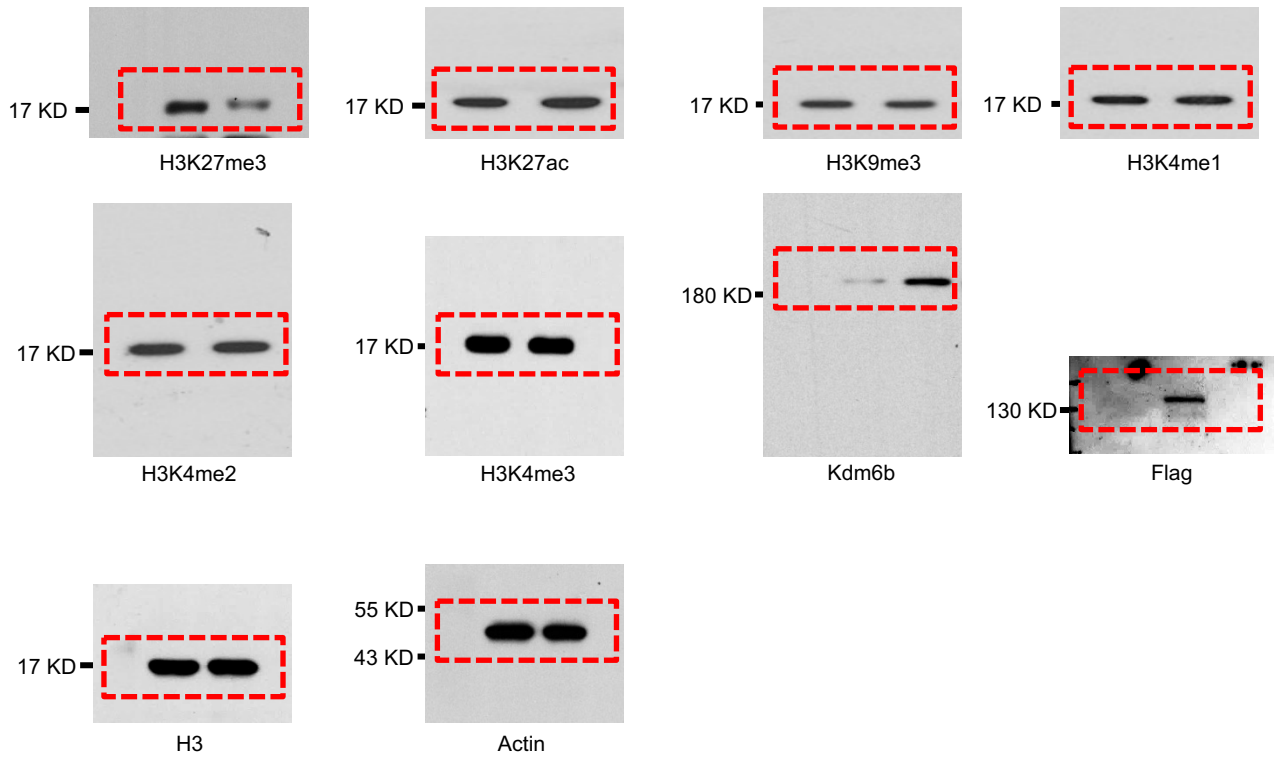 17 KD
H3K27me3
17 KD
H3K27ac
17 KD
H3K9me3
17 KD
H3K4me1
17 KD
H3K4me2
17 KD
H3K4me3
180 KD
Kdm6b
130 KD
Flag
17 KD
H3
55 KD
43 KD
Actin